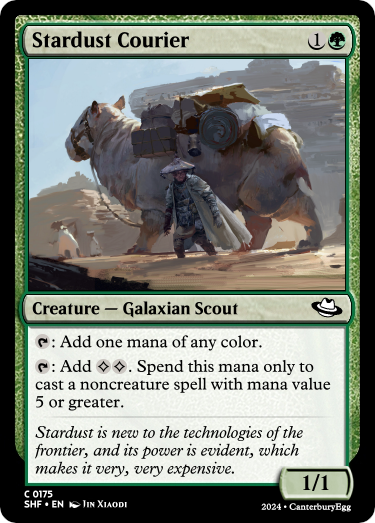 Stardust Courier 1
Creature — Galaxian Scout
: Add one mana of any color.
: Add . Spend this mana only to
cast a noncreature spell with mana value
5 or greater.
Stardust is new to the technologies of the
frontier, and its power is evident, which
makes it very, very expensive.
1/1
C 0175
SHF • EN Jin Xiaodi
2024 • CanterburyEgg